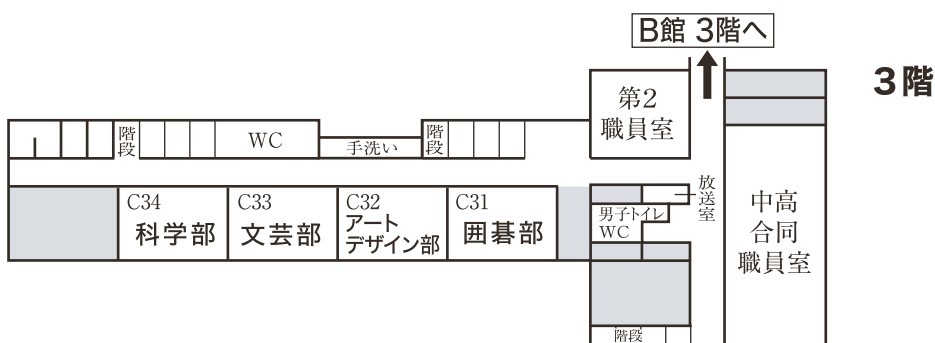 B館 3階へ
3階
第2
職員室
階段
WC
手洗い
階段
放送室
C34
科学部
C33
文芸部
C32
アート
デザイン部
C31
囲碁部
男子トイレ
WC
中高
合同
職員室
階段